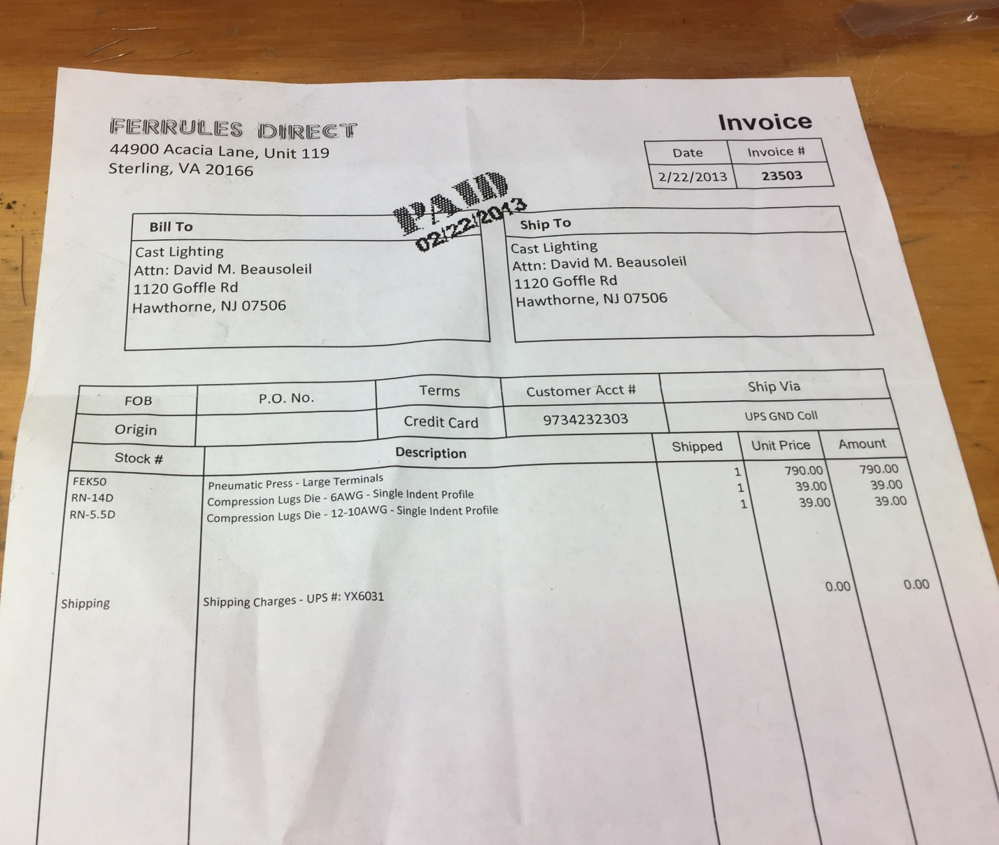 FERRULES DIRECT
44900 Acacia Lane, Unit 119
Sterling, VA 20166
Invoice
Date Invoice #
2/22/2013 23503
PAID
02/22/2013
Bill To
Cast Lighting
Attn: David M. Beausoleil
1120 Goffle Rd
Hawthorne, NJ 07506
Ship To
Cast Lighting
Attn: David M. Beausoleil
1120 Goffle Rd
Hawthorne, NJ 07506
FOB P.O. No. Terms Customer Acct # Ship Via
Origin Credit Card 9734232303 UPS GND Coll
Stock # Description Shipped Unit Price Amount
FEK50 Pneumatic Press - Large Terminals 1 790.00 790.00
RN-14D Compression Lugs Die - 6AWG - Single Indent Profile 1 39.00 39.00
RN-5.5D Compression Lugs Die - 12-10AWG - Single Indent Profile 1 39.00 39.00
Shipping Shipping Charges - UPS #: YX6031 0.00 0.00